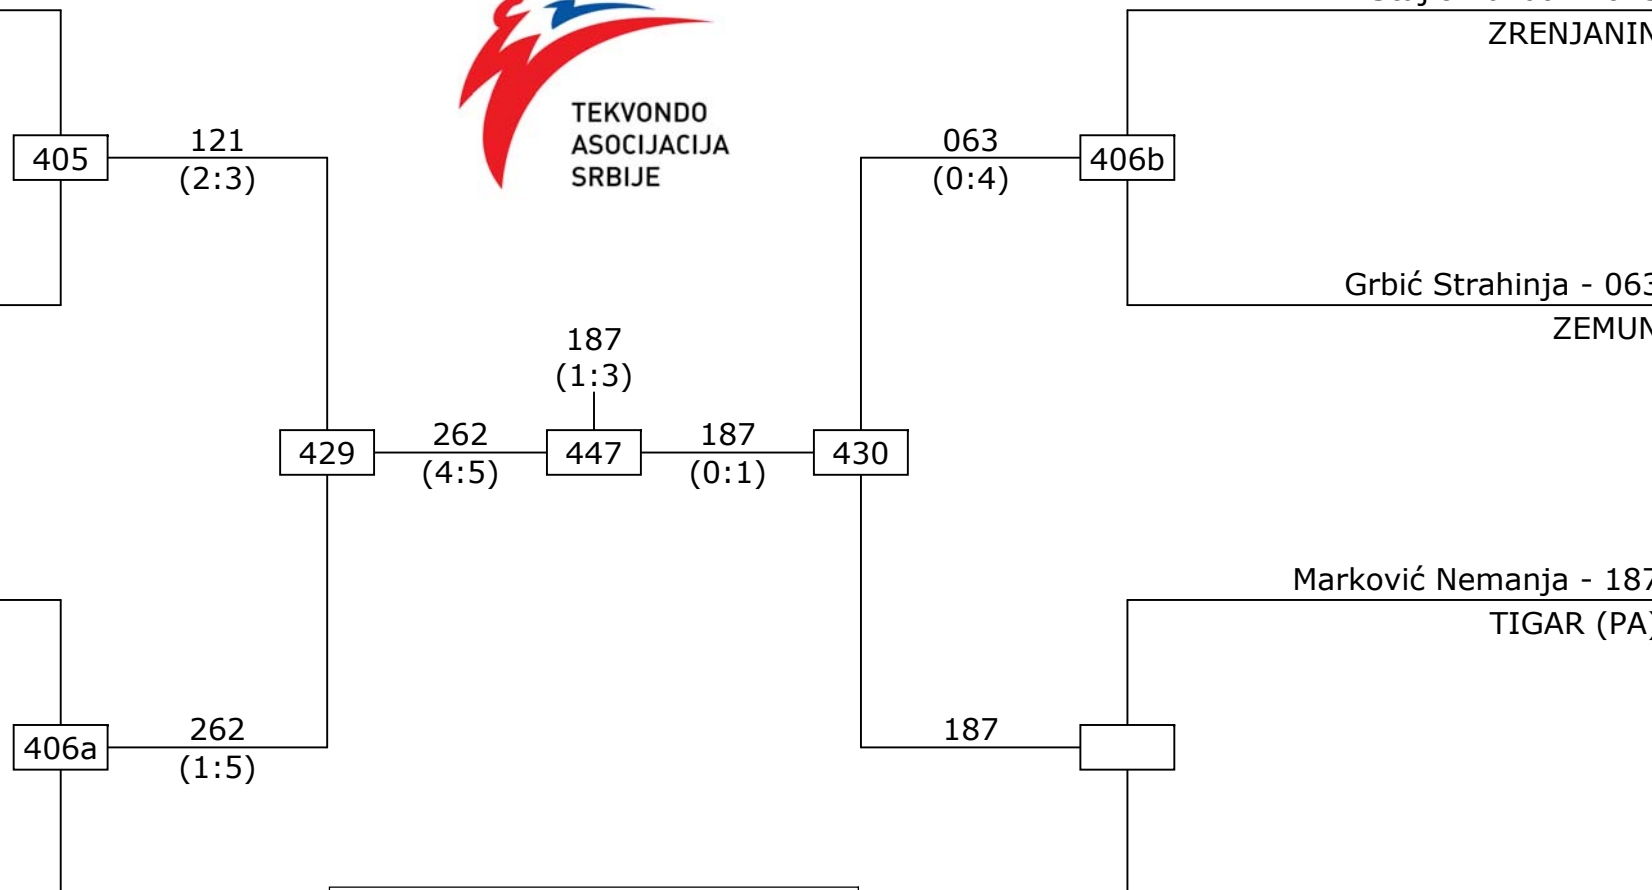 ZRENJANIN
TEKVONDO
ASOCIJACIJA
SRBIJE
405
121
(2:3)
063
(0:4)
406b
Grbić Strahinja - 063
ZEMUN
187
(1:3)
429
262
(4:5)
447
187
(0:1)
430
Marković Nemanja - 187
TIGAR (PA)
406a
262
(1:5)
187